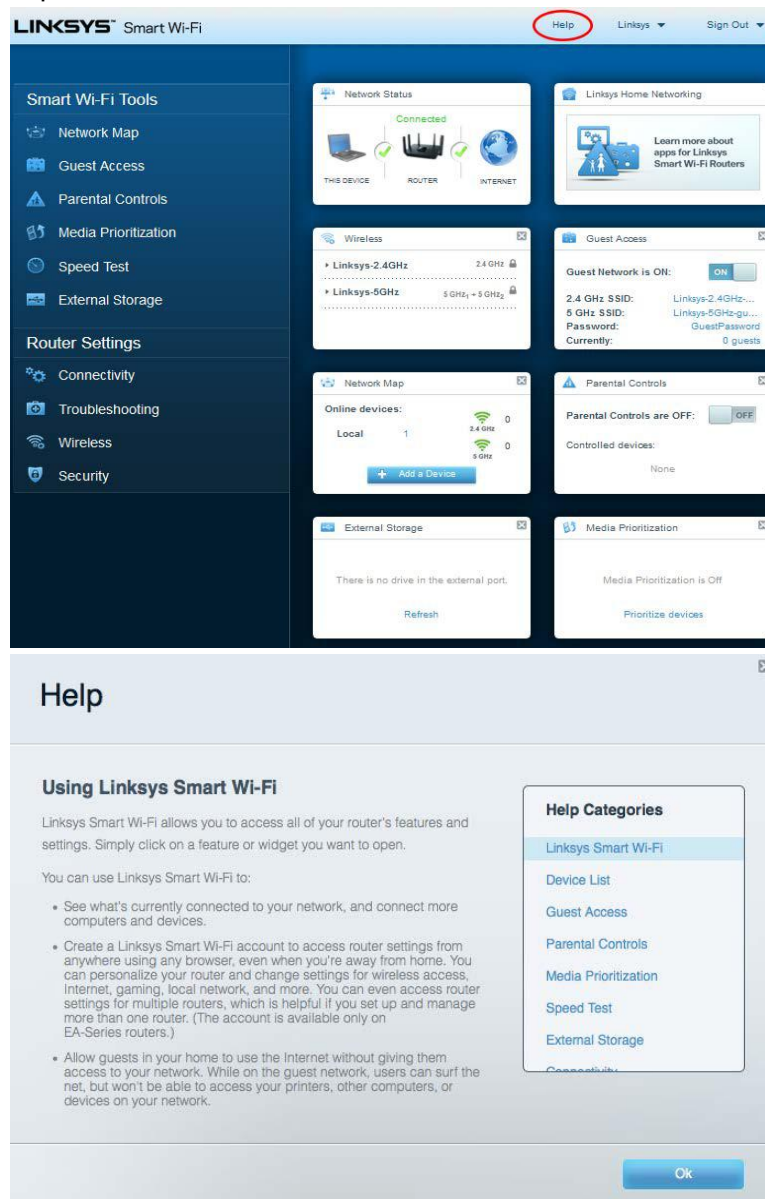 LINKSYS™ Smart Wi-Fi
Help Linksys Sign Out
Smart Wi-Fi Tools
Network Map
Guest Access
Parental Controls
Media Prioritization
Speed Test
External Storage
Router Settings
Connectivity
Troubleshooting
Wireless
Security
Network Status
Connected
THIS DEVICE ROUTER INTERNET
Linksys Home Networking
Learn more about
apps for Linksys
Smart Wi-Fi Routers
Wireless
Linksys-2.4GHz 2.4 GHz
Linksys-5GHz 5 GHz1 + 5 GHz2
Guest Access
Guest Network is ON: ON
2.4 GHz SSID: Linksys-2.4GHz-...
5 GHz SSID: Linksys-5GHz-gu...
Password: GuestPassword
Currently: 0 guests
Network Map
Online devices:
Local 1
0
2.4 GHz
0
5 GHz
+ Add a Device
Parental Controls
Parental Controls are OFF: OFF
Controlled devices:
None
External Storage
There is no drive in the external port.
Refresh
Media Prioritization
Media Prioritization is Off
Prioritize devices
Help
Using Linksys Smart Wi-Fi
Linksys Smart Wi-Fi allows you to access all of your router's features and
settings. Simply click on a feature or widget you want to open.
You can use Linksys Smart Wi-Fi to:
• See what's currently connected to your network, and connect more
computers and devices.
• Create a Linksys Smart Wi-Fi account to access router settings from
anywhere using any browser, even when you're away from home. You
can personalize your router and change settings for wireless access,
Internet, gaming, local network, and more. You can even access router
settings for multiple routers, which is helpful if you set up and manage
more than one router. (The account is available only on
EA-Series routers.)
• Allow guests in your home to use the Internet without giving them
access to your network. While on the guest network, users can surf the
net, but won't be able to access your printers, other computers, or
devices on your network.
Help Categories
Linksys Smart Wi-Fi
Device List
Guest Access
Parental Controls
Media Prioritization
Speed Test
External Storage
Connectivity
Ok